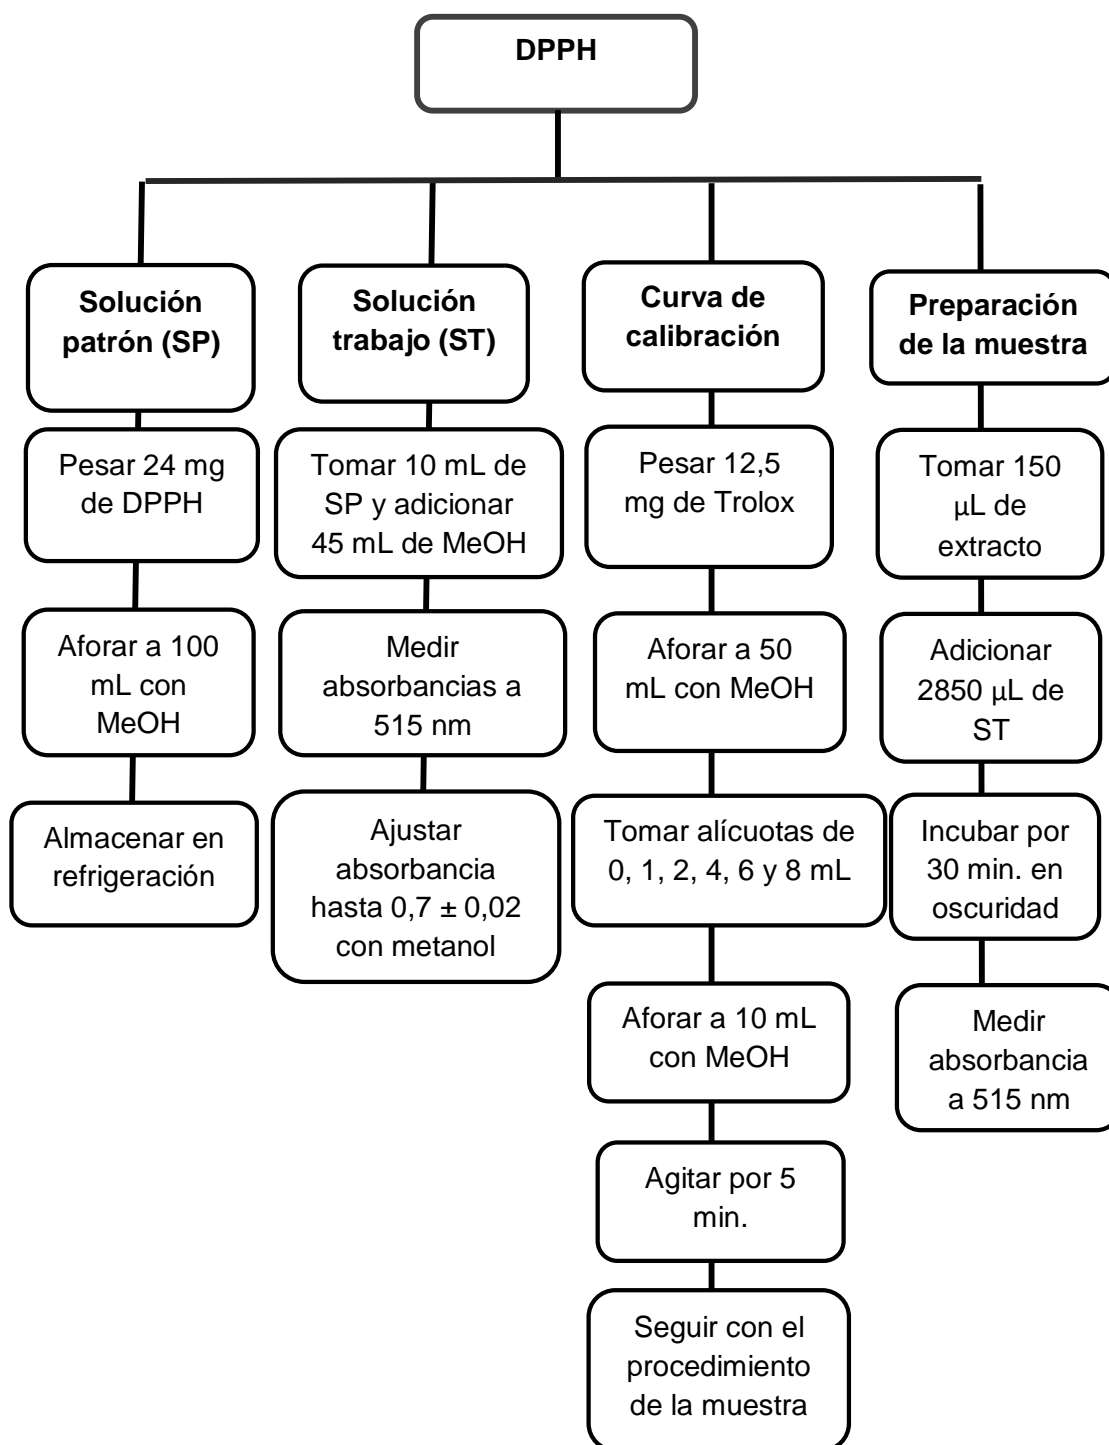 DPPH
Solución
patrón (SP)
Pesar 24 mg
de DPPH
Aforar a 100
mL con
MeOH
Almacenar en
refrigeración
Solución
trabajo (ST)
Tomar 10 mL de
SP y adicionar
45 mL de MeOH
Medir
absorbancias a
515 nm
Ajustar
absorbancia
hasta 0,7 ± 0,02
con metanol
Curva de
calibración
Pesar 12,5
mg de Trolox
Aforar a 50
mL con MeOH
Tomar alícuotas de
0, 1, 2, 4, 6 y 8 mL
Aforar a 10 mL
con MeOH
Agitar por 5
min.
Seguir con el
procedimiento
de la muestra
Preparación
de la muestra
Tomar 150
µL de
extracto
Adicionar
2850 µL de
ST
Incubar por
30 min. en
oscuridad
Medir
absorbancia
a 515 nm